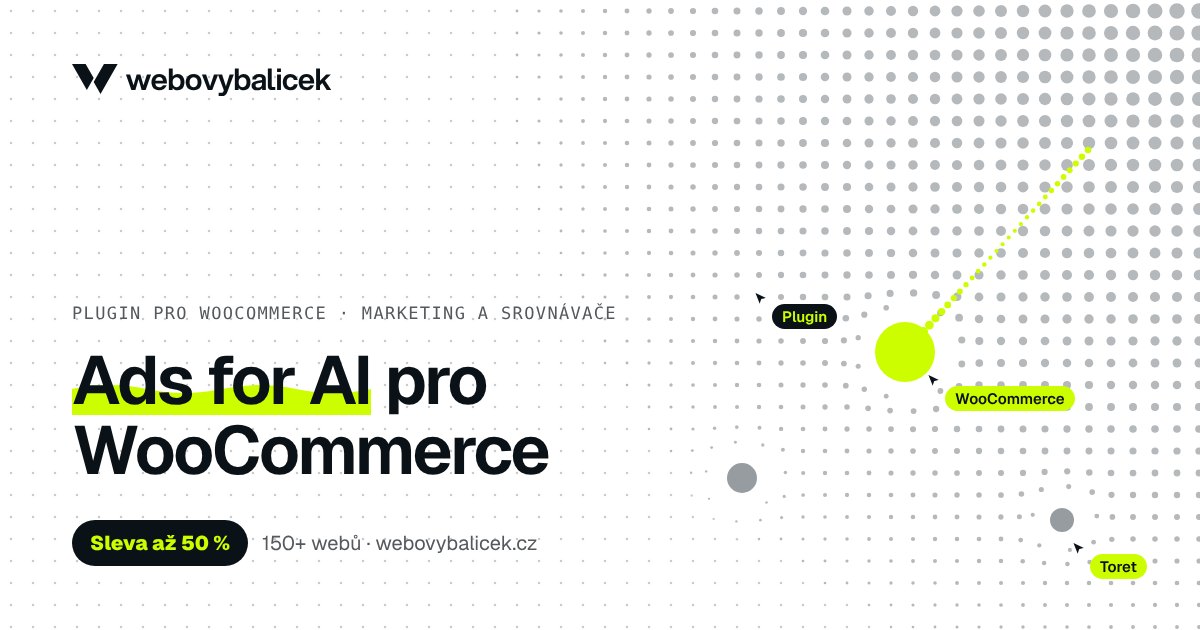 webovybalicek
PLUGIN PRO WOOCOMMERCE · MARKETING A SROVNÁVAČE
Plugin
Ads for AI pro
WooCommerce
WooCommerce
Sleva až 50 %
150+ webů · webovybalicek.cz
Toret